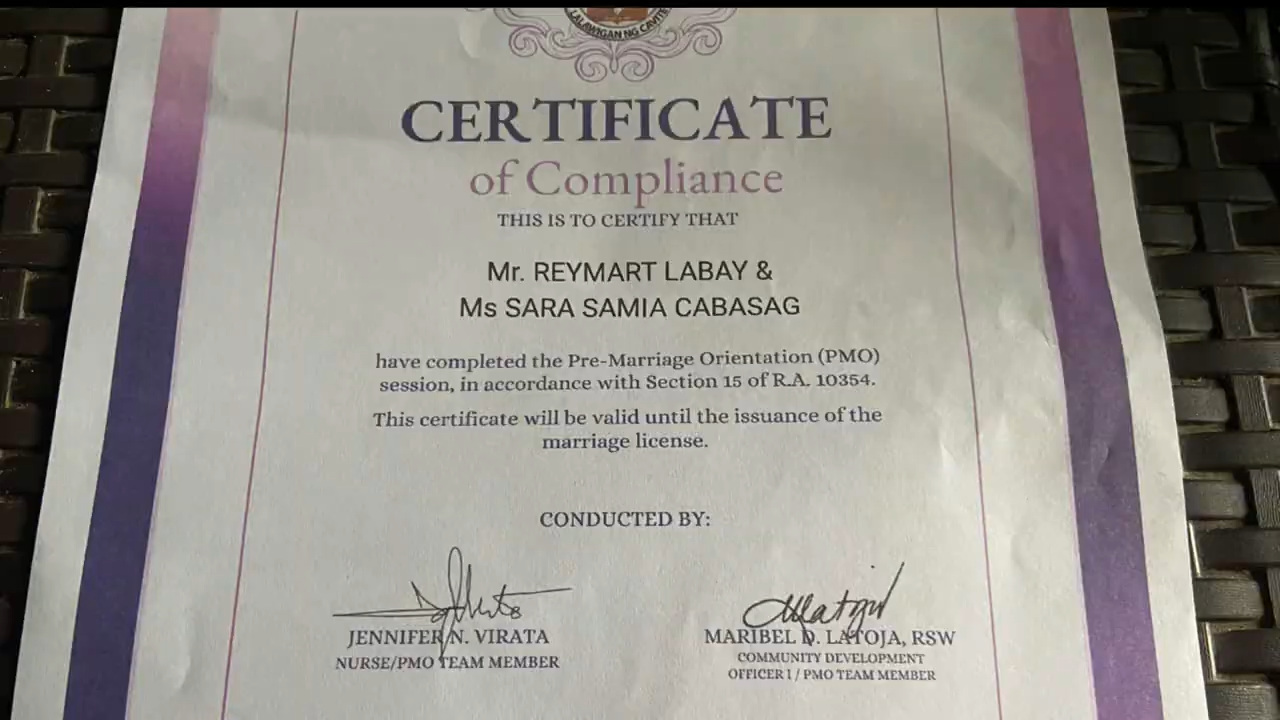 LALAWIGAN NG CAVITE
CERTIFICATE
of Compliance
THIS IS TO CERTIFY THAT
Mr. REYMART LABAY &
Ms SARA SAMIA CABASAG
have completed the Pre-Marriage Orientation (PMO)
session, in accordance with Section 15 of R.A. 10354.
This certificate will be valid until the issuance of the
marriage license.
CONDUCTED BY:
JENNIFER N. VIRATA
NURSE/PMO TEAM MEMBER
MARIBEL D. LATOJA, RSW
COMMUNITY DEVELOPMENT
OFFICER I / PMO TEAM MEMBER